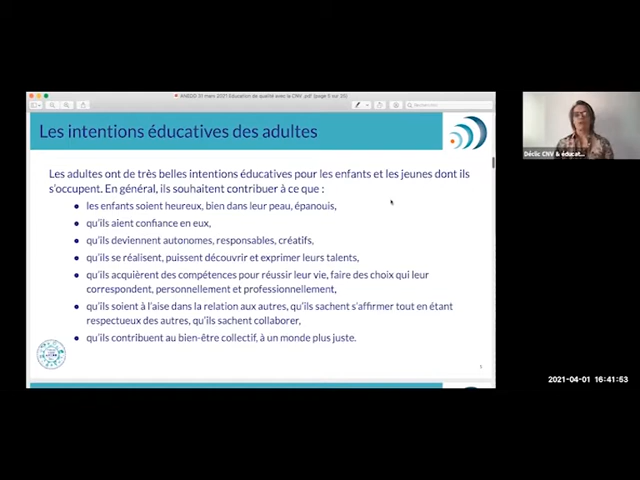 ANEDD 31 mars 2021 Education de qualité avec la CNV .pdf (page 5 sur 35)
Rechercher
Les intentions éducatives des adultes
Les adultes ont de très belles intentions éducatives pour les enfants et les jeunes dont ils
s'occupent. En général, ils souhaitent contribuer à ce que :
• les enfants soient heureux, bien dans leur peau, épanouis,
• qu'ils aient confiance en eux,
• qu'ils deviennent autonomes, responsables, créatifs,
• qu'ils se réalisent, puissent découvrir et exprimer leurs talents,
• qu'ils acquièrent des compétences pour réussir leur vie, faire des choix qui leur
correspondent, personnellement et professionnellement,
• qu'ils soient à l'aise dans la relation aux autres, qu'ils sachent s'affirmer tout en étant
respectueux des autres, qu'ils sachent collaborer,
• qu'ils contribuent au bien-être collectif, à un monde plus juste.
Déclic CNV & éducat...
2021-04-01 16:41:53